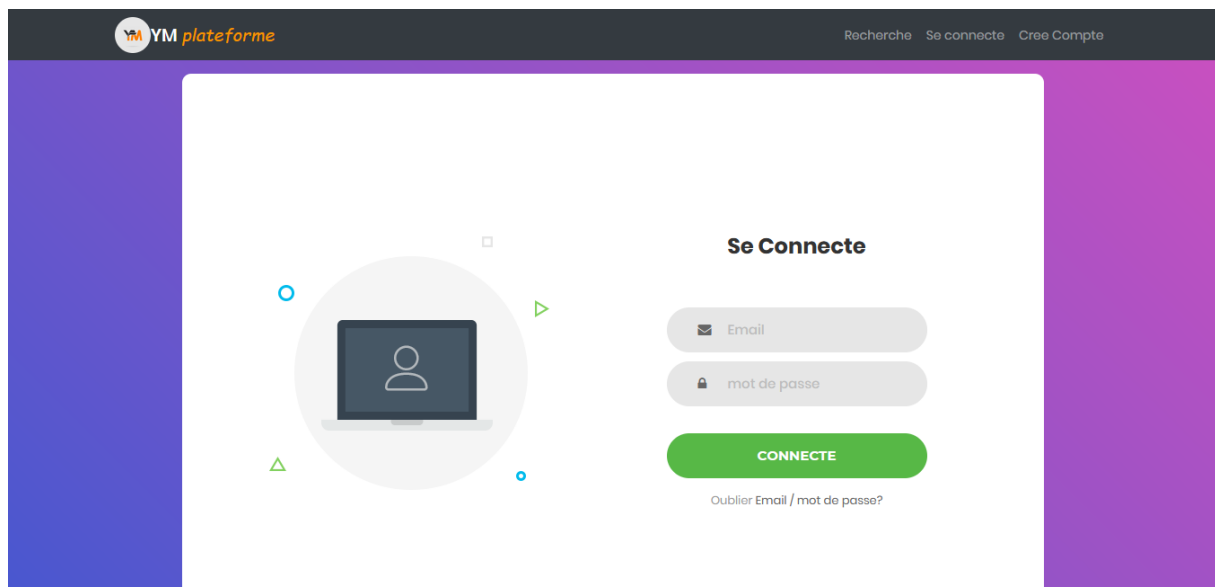 YM YM plateforme
Recherche Se connecte Cree Compte
Se Connecte
Email
mot de passe
CONNECTE
Oublier Email / mot de passe?